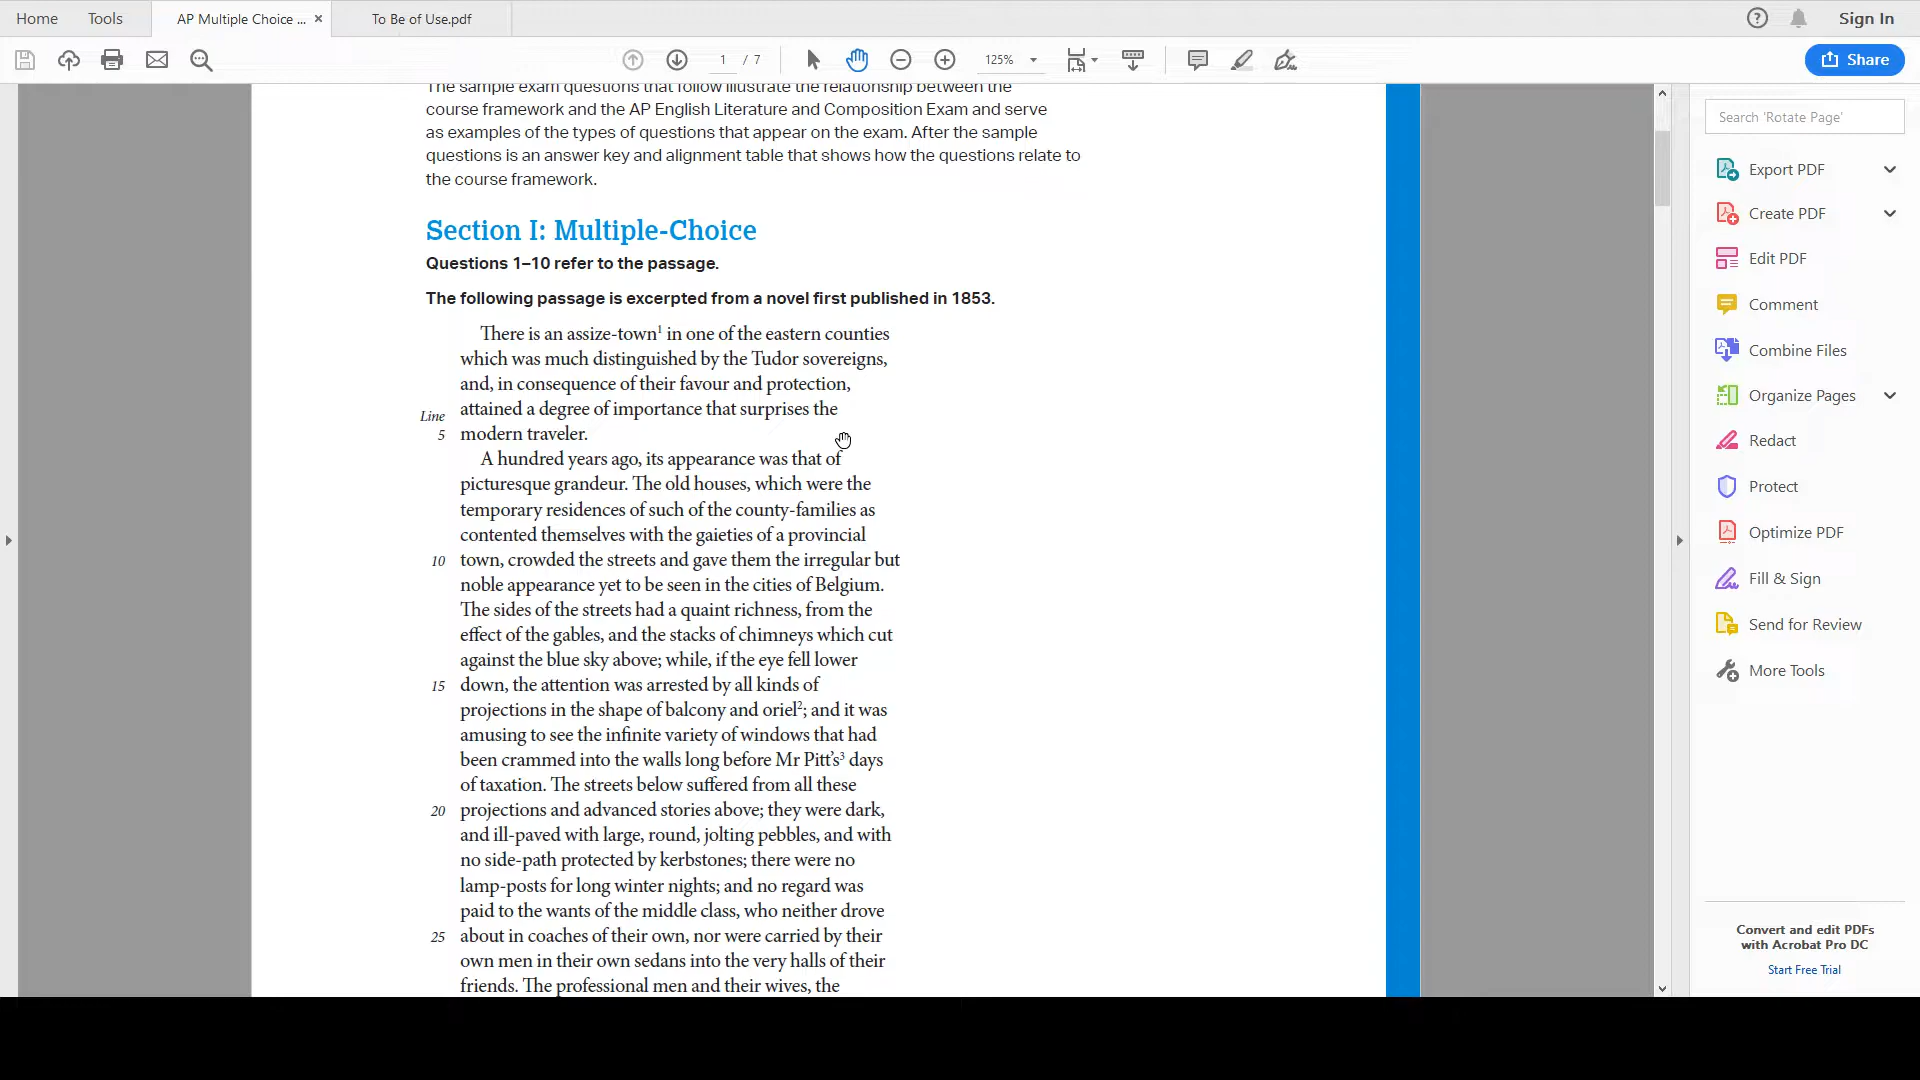 Home Tools AP Multiple Choice ... × To Be of Use.pdf Sign In
1 / 7 125% Share
The sample exam questions that follow illustrate the relationship between the
course framework and the AP English Literature and Composition Exam and serve
as examples of the types of questions that appear on the exam. After the sample
questions is an answer key and alignment table that shows how the questions relate to
the course framework.
Section I: Multiple-Choice
Questions 1–10 refer to the passage.
The following passage is excerpted from a novel first published in 1853.
There is an assize-town¹ in one of the eastern counties
which was much distinguished by the Tudor sovereigns,
and, in consequence of their favour and protection,
Line attained a degree of importance that surprises the
5 modern traveler.
A hundred years ago, its appearance was that of
picturesque grandeur. The old houses, which were the
temporary residences of such of the county-families as
contented themselves with the gaieties of a provincial
10 town, crowded the streets and gave them the irregular but
noble appearance yet to be seen in the cities of Belgium.
The sides of the streets had a quaint richness, from the
effect of the gables, and the stacks of chimneys which cut
against the blue sky above; while, if the eye fell lower
15 down, the attention was arrested by all kinds of
projections in the shape of balcony and oriel²; and it was
amusing to see the infinite variety of windows that had
been crammed into the walls long before Mr Pitt’s³ days
of taxation. The streets below suffered from all these
20 projections and advanced stories above; they were dark,
and ill-paved with large, round, jolting pebbles, and with
no side-path protected by kerbstones; there were no
lamp-posts for long winter nights; and no regard was
paid to the wants of the middle class, who neither drove
25 about in coaches of their own, nor were carried by their
own men in their own sedans into the very halls of their
friends. The professional men and their wives, the
Search 'Rotate Page'
Export PDF
Create PDF
Edit PDF
Comment
Combine Files
Organize Pages
Redact
Protect
Optimize PDF
Fill & Sign
Send for Review
More Tools
Convert and edit PDFs
with Acrobat Pro DC
Start Free Trial